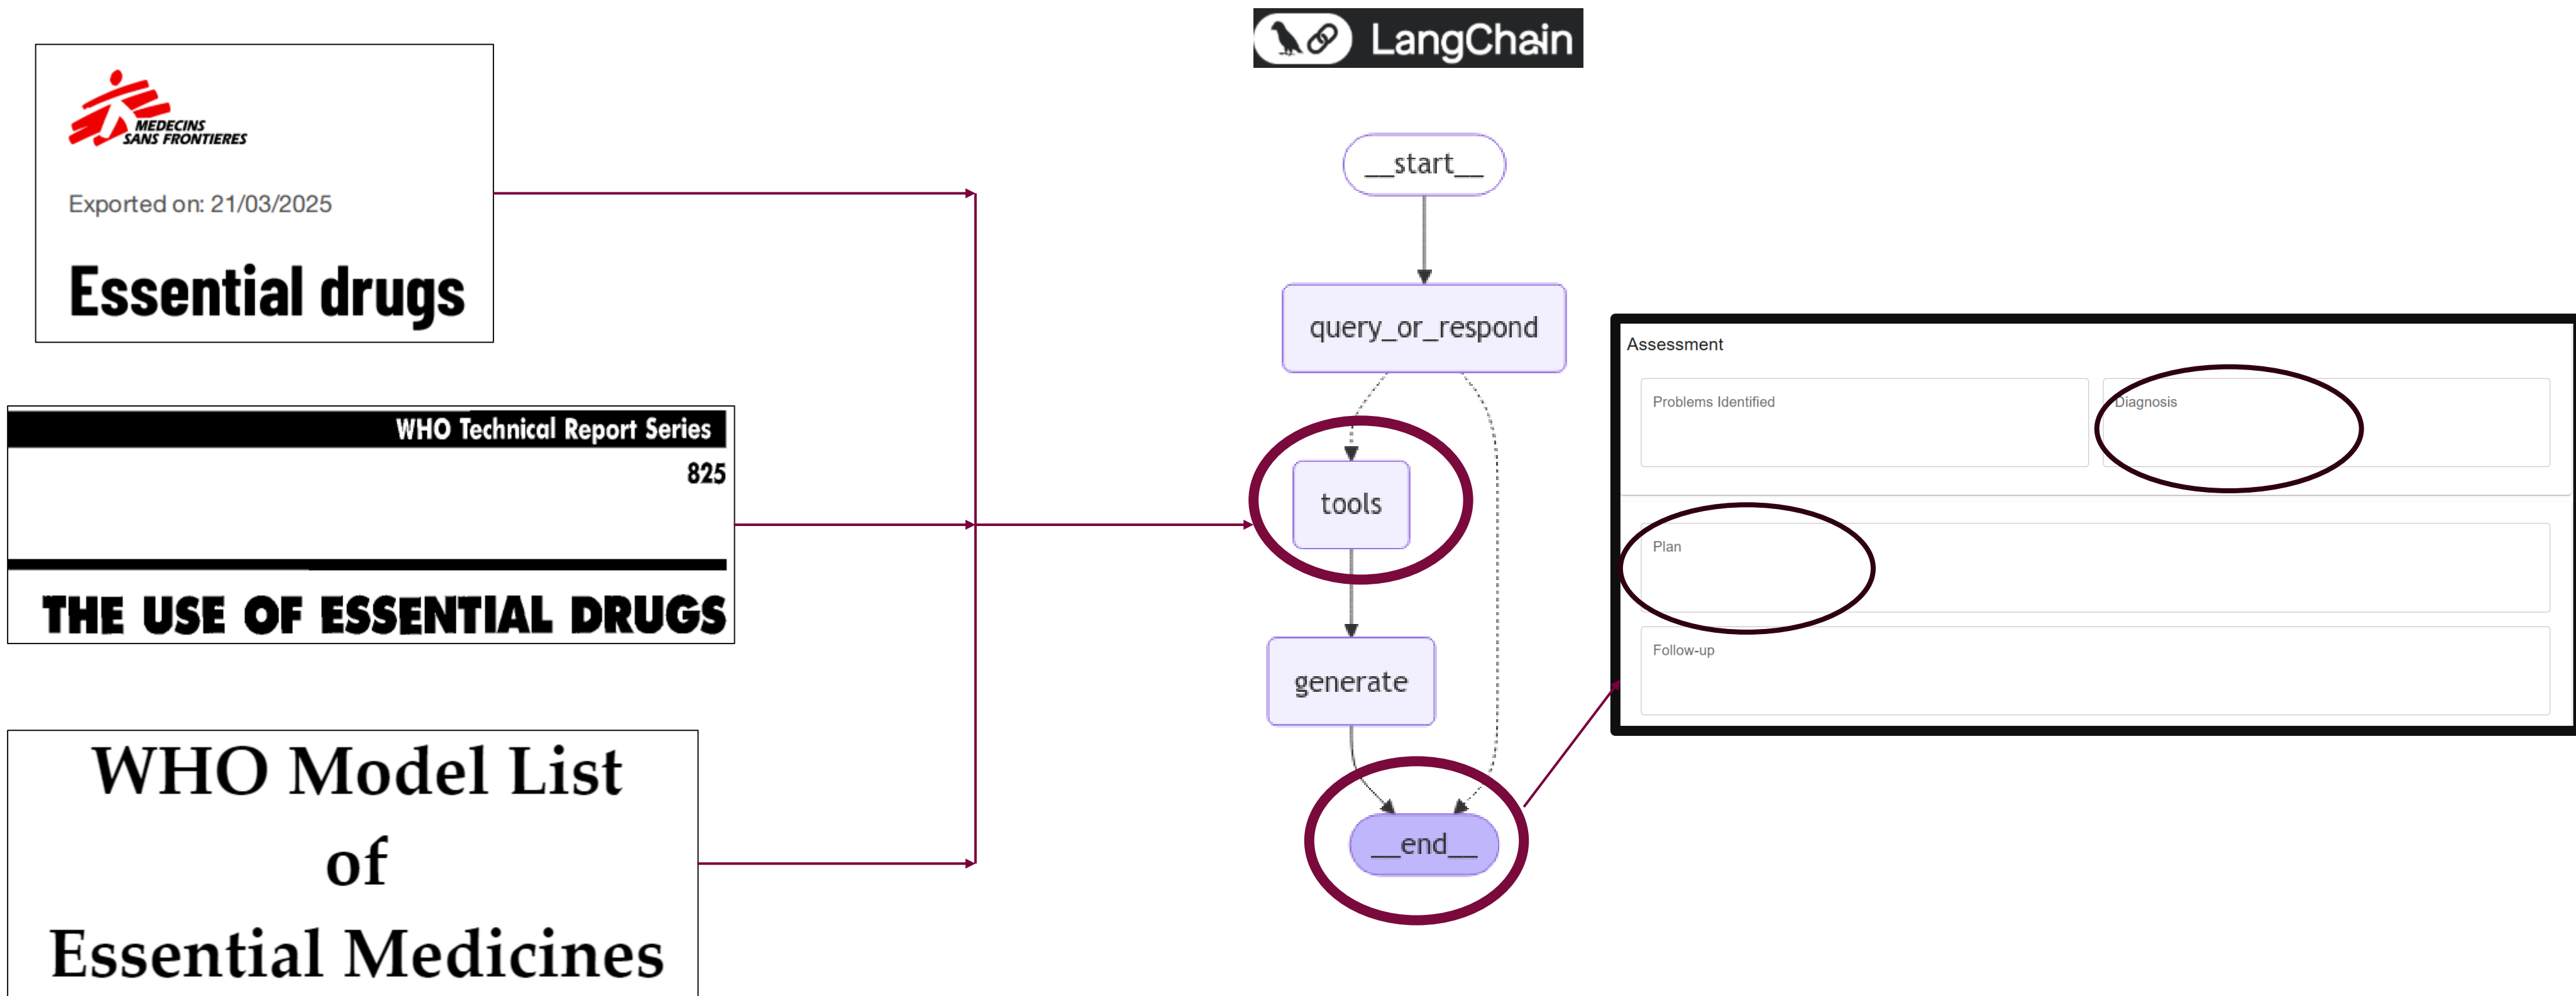 MEDECINS
SANS FRONTIERES
Exported on: 21/03/2025
Essential drugs
WHO Technical Report Series
825
THE USE OF ESSENTIAL DRUGS
WHO Model List
of
Essential Medicines
LangChain
__start__
query_or_respond
tools
generate
__end__
Assessment
Problems Identified
Diagnosis
Plan
Follow-up